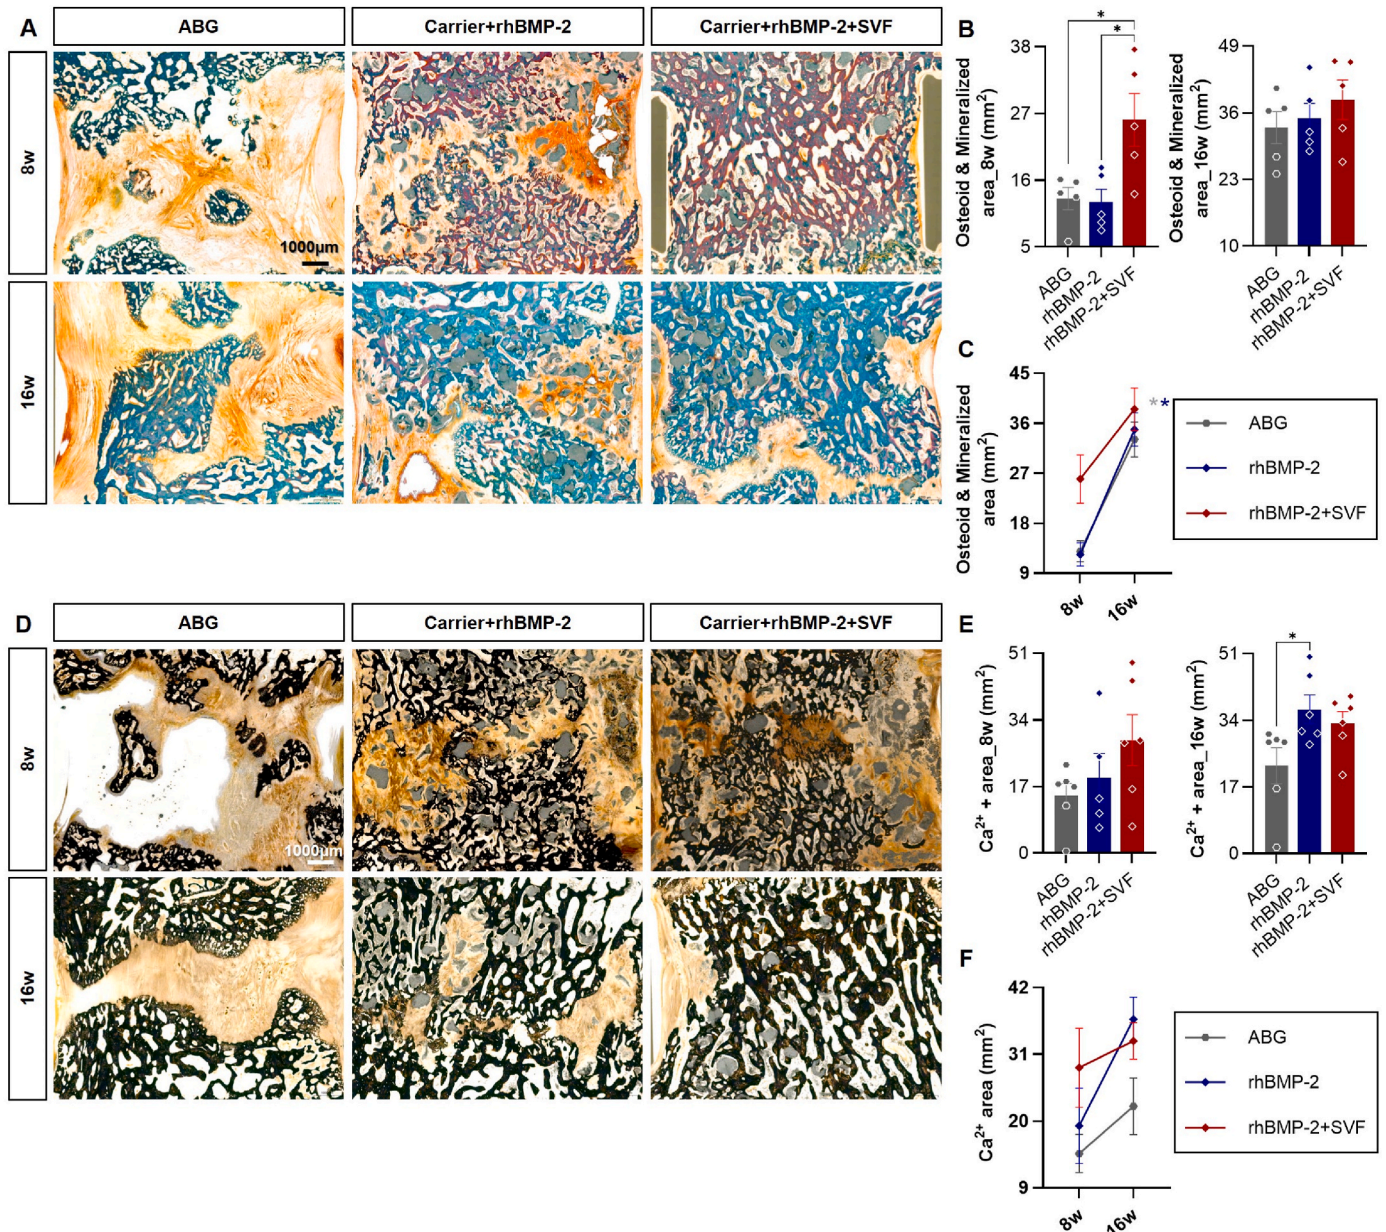 A
ABG
Carrier+rhBMP-2
Carrier+rhBMP-2+SVF
8w
1000µm
16w
B
Osteoid & Mineralized
area_8w (mm²)
38
27
16
5
*
*
ABG
rhBMP-2
rhBMP-2+SVF
Osteoid & Mineralized
area_16w (mm²)
49
36
23
10
ABG
rhBMP-2
rhBMP-2+SVF
C
Osteoid & Mineralized
area (mm²)
45
36
27
18
9
**
8w
16w
ABG
rhBMP-2
rhBMP-2+SVF
D
ABG
Carrier+rhBMP-2
Carrier+rhBMP-2+SVF
8w
1000µm
16w
E
Ca²⁺ + area_8w (mm²)
51
34
17
0
ABG
rhBMP-2
rhBMP-2+SVF
Ca²⁺ + area_16w (mm²)
51
34
17
0
*
ABG
rhBMP-2
rhBMP-2+SVF
F
Ca²⁺ area (mm²)
42
31
20
9
8w
16w
ABG
rhBMP-2
rhBMP-2+SVF